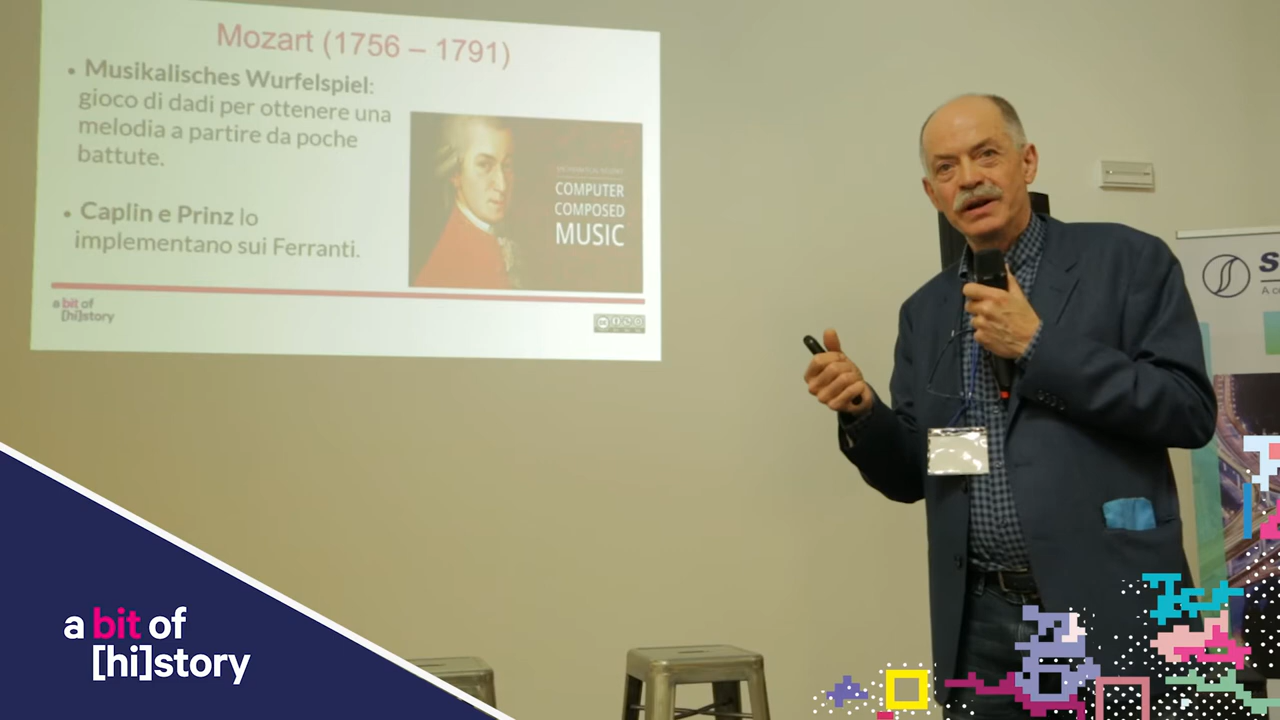 Mozart (1756 – 1791)
• Musikalisches Wurfelspiel:
gioco di dadi per ottenere una
melodia a partire da poche
battute.
• Caplin e Prinz lo
implementano sui Ferranti.
COMPUTER
COMPOSED
MUSIC
a bit of
[hi]story
a bit of
[hi]story